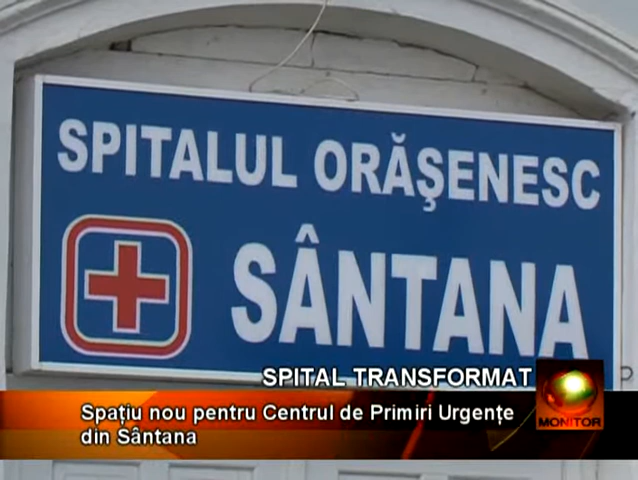 SPITALUL ORĂŞENESC
SÂNTANA
SPITAL TRANSFORMAT
Spaţiu nou pentru Centrul de Primiri Urgenţe
din Sântana
MONITOR